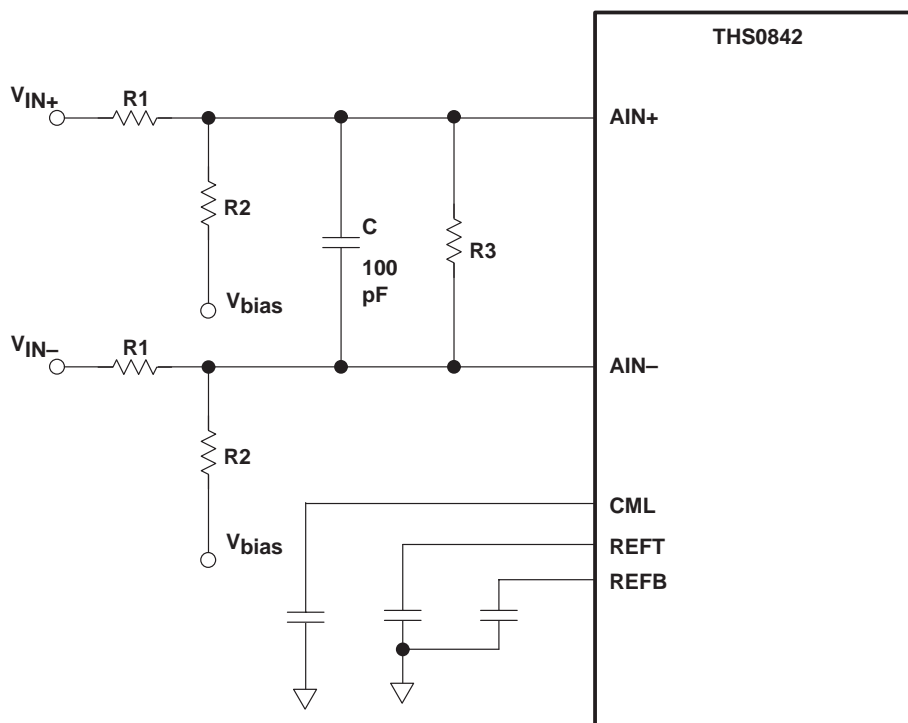 THS0842
VIN+
R1
AIN+
R2
C
100
pF
R3
Vbias
VIN–
R1
AIN–
R2
CML
Vbias
REFT
REFB